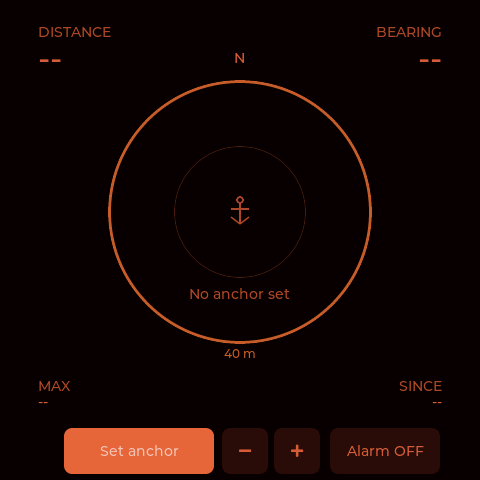 DISTANCE
--
BEARING
--
N
No anchor set
40 m
MAX
--
SINCE
--
Set anchor
−
+
Alarm OFF